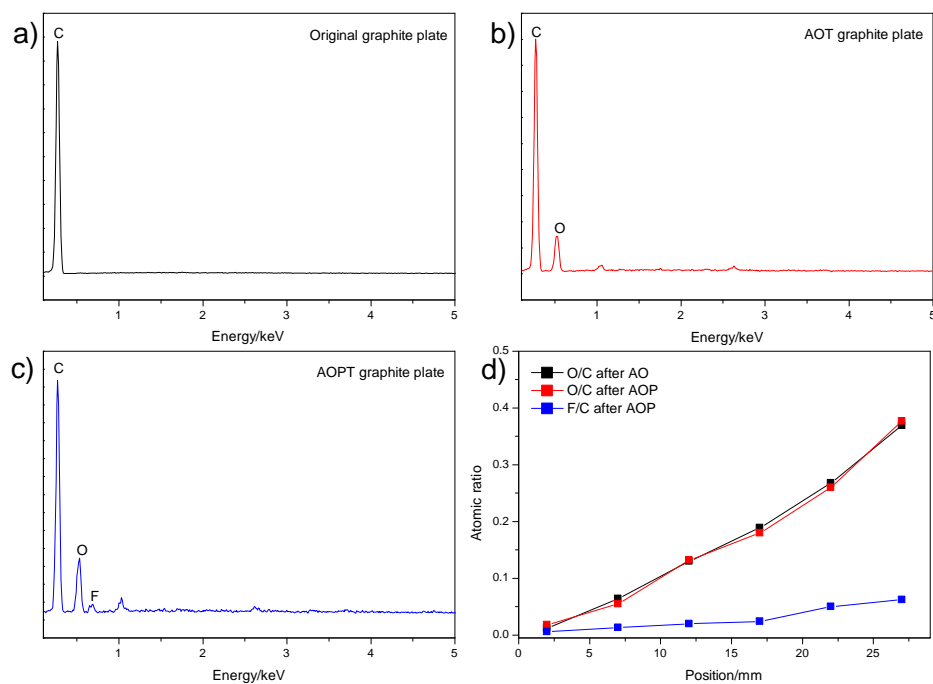 a)
C
Original graphite plate
1 2 3 4 5
Energy/keV
b)
C
AOT graphite plate
O
1 2 3 4 5
Energy/keV
c)
C
AOPT graphite plate
O
F
1 2 3 4 5
Energy/keV
d)
O/C after AO
O/C after AOP
F/C after AOP
Atomic ratio
0.5
0.4
0.3
0.2
0.1
0.0
0 5 10 15 20 25
Position/mm